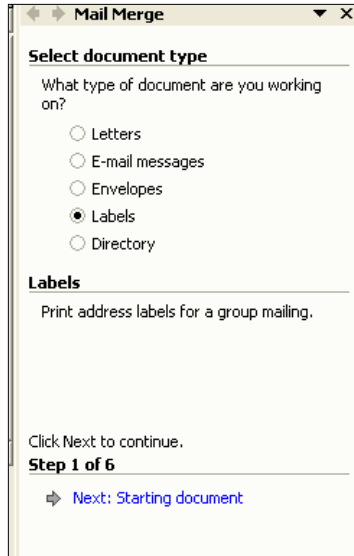 Mail Merge
Select document type
What type of document are you working
on?
Letters
E-mail messages
Envelopes
Labels
Directory
Labels
Print address labels for a group mailing.
Click Next to continue.
Step 1 of 6
Next: Starting document